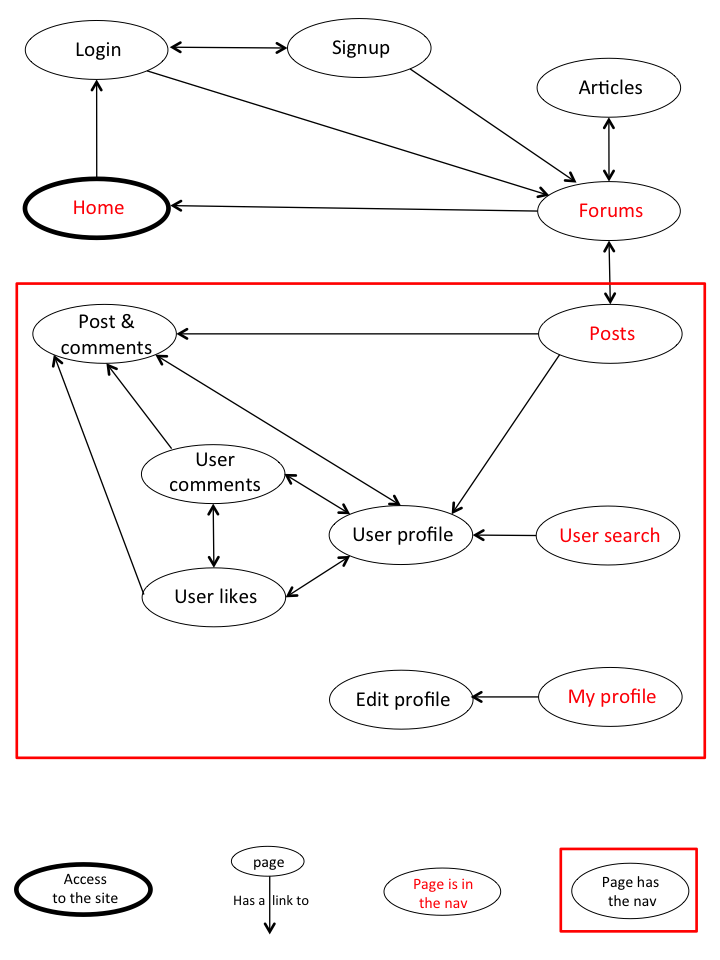 Login
Signup
Articles
Home
Forums
Post &
comments
Posts
User
comments
User profile
User search
User likes
Edit profile
My profile
Access
to the site
page
Has a link to
Page is in
the nav
Page has
the nav